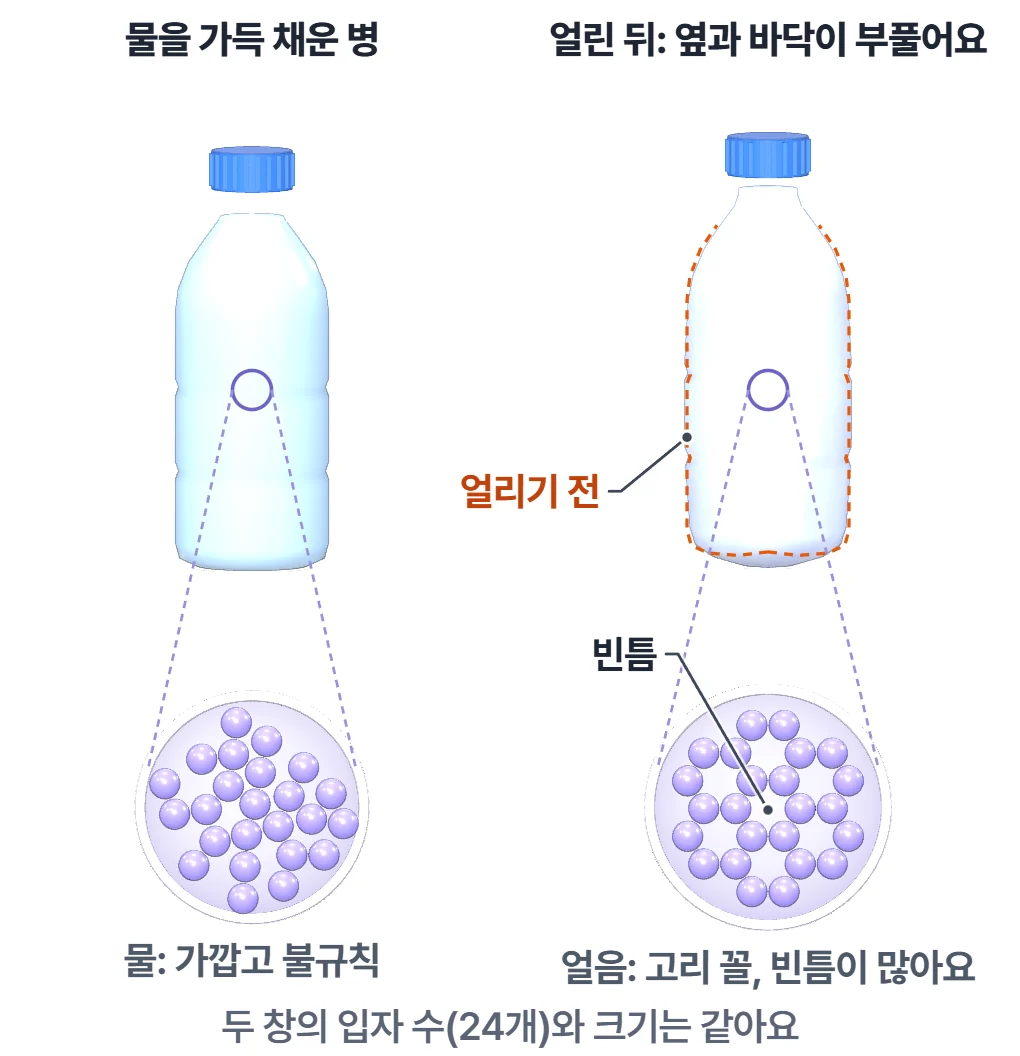 물을 가득 채운 병
얼린 뒤: 옆과 바닥이 부풀어요
얼리기 전
빈틈
물: 가깝고 불규칙
얼음: 고리 꼴, 빈틈이 많아요
두 창의 입자 수(24개)와 크기는 같아요